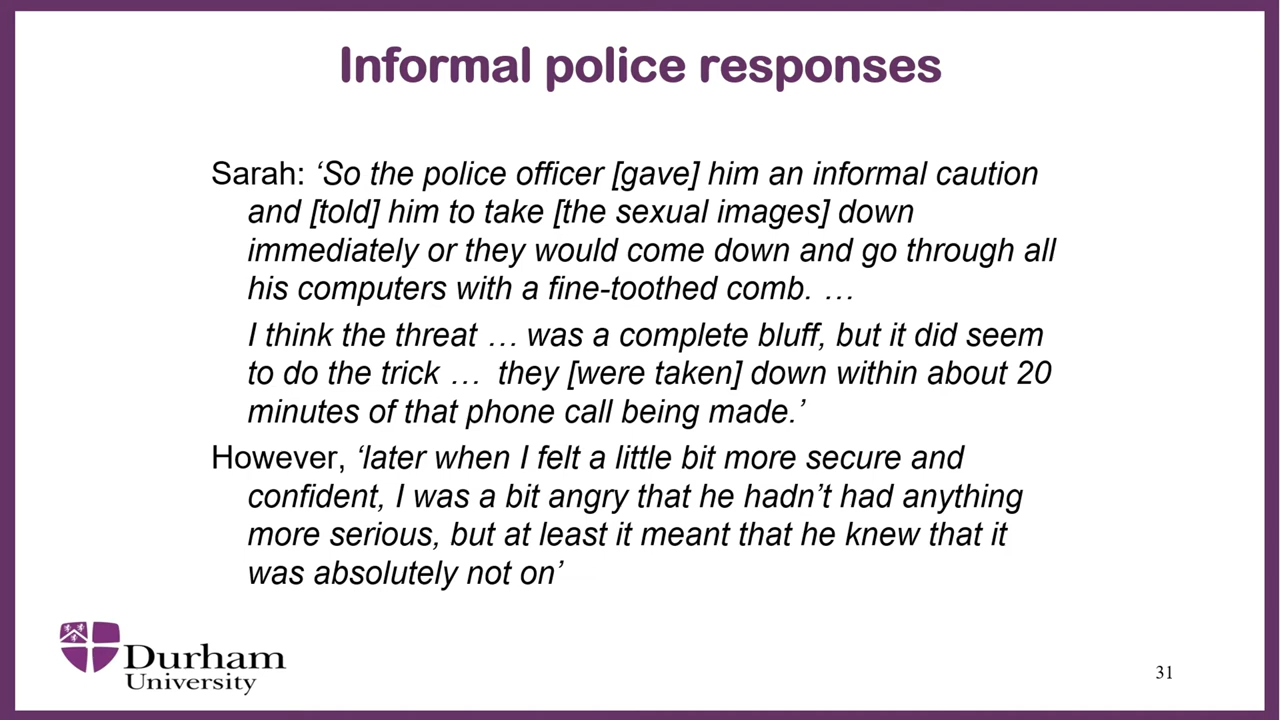 Informal police responses
Sarah: ‘So the police officer [gave] him an informal caution
and [told] him to take [the sexual images] down
immediately or they would come down and go through all
his computers with a fine-toothed comb. …
I think the threat … was a complete bluff, but it did seem
to do the trick … they [were taken] down within about 20
minutes of that phone call being made.’
However, ‘later when I felt a little bit more secure and
confident, I was a bit angry that he hadn’t had anything
more serious, but at least it meant that he knew that it
was absolutely not on’
Durham
University
31